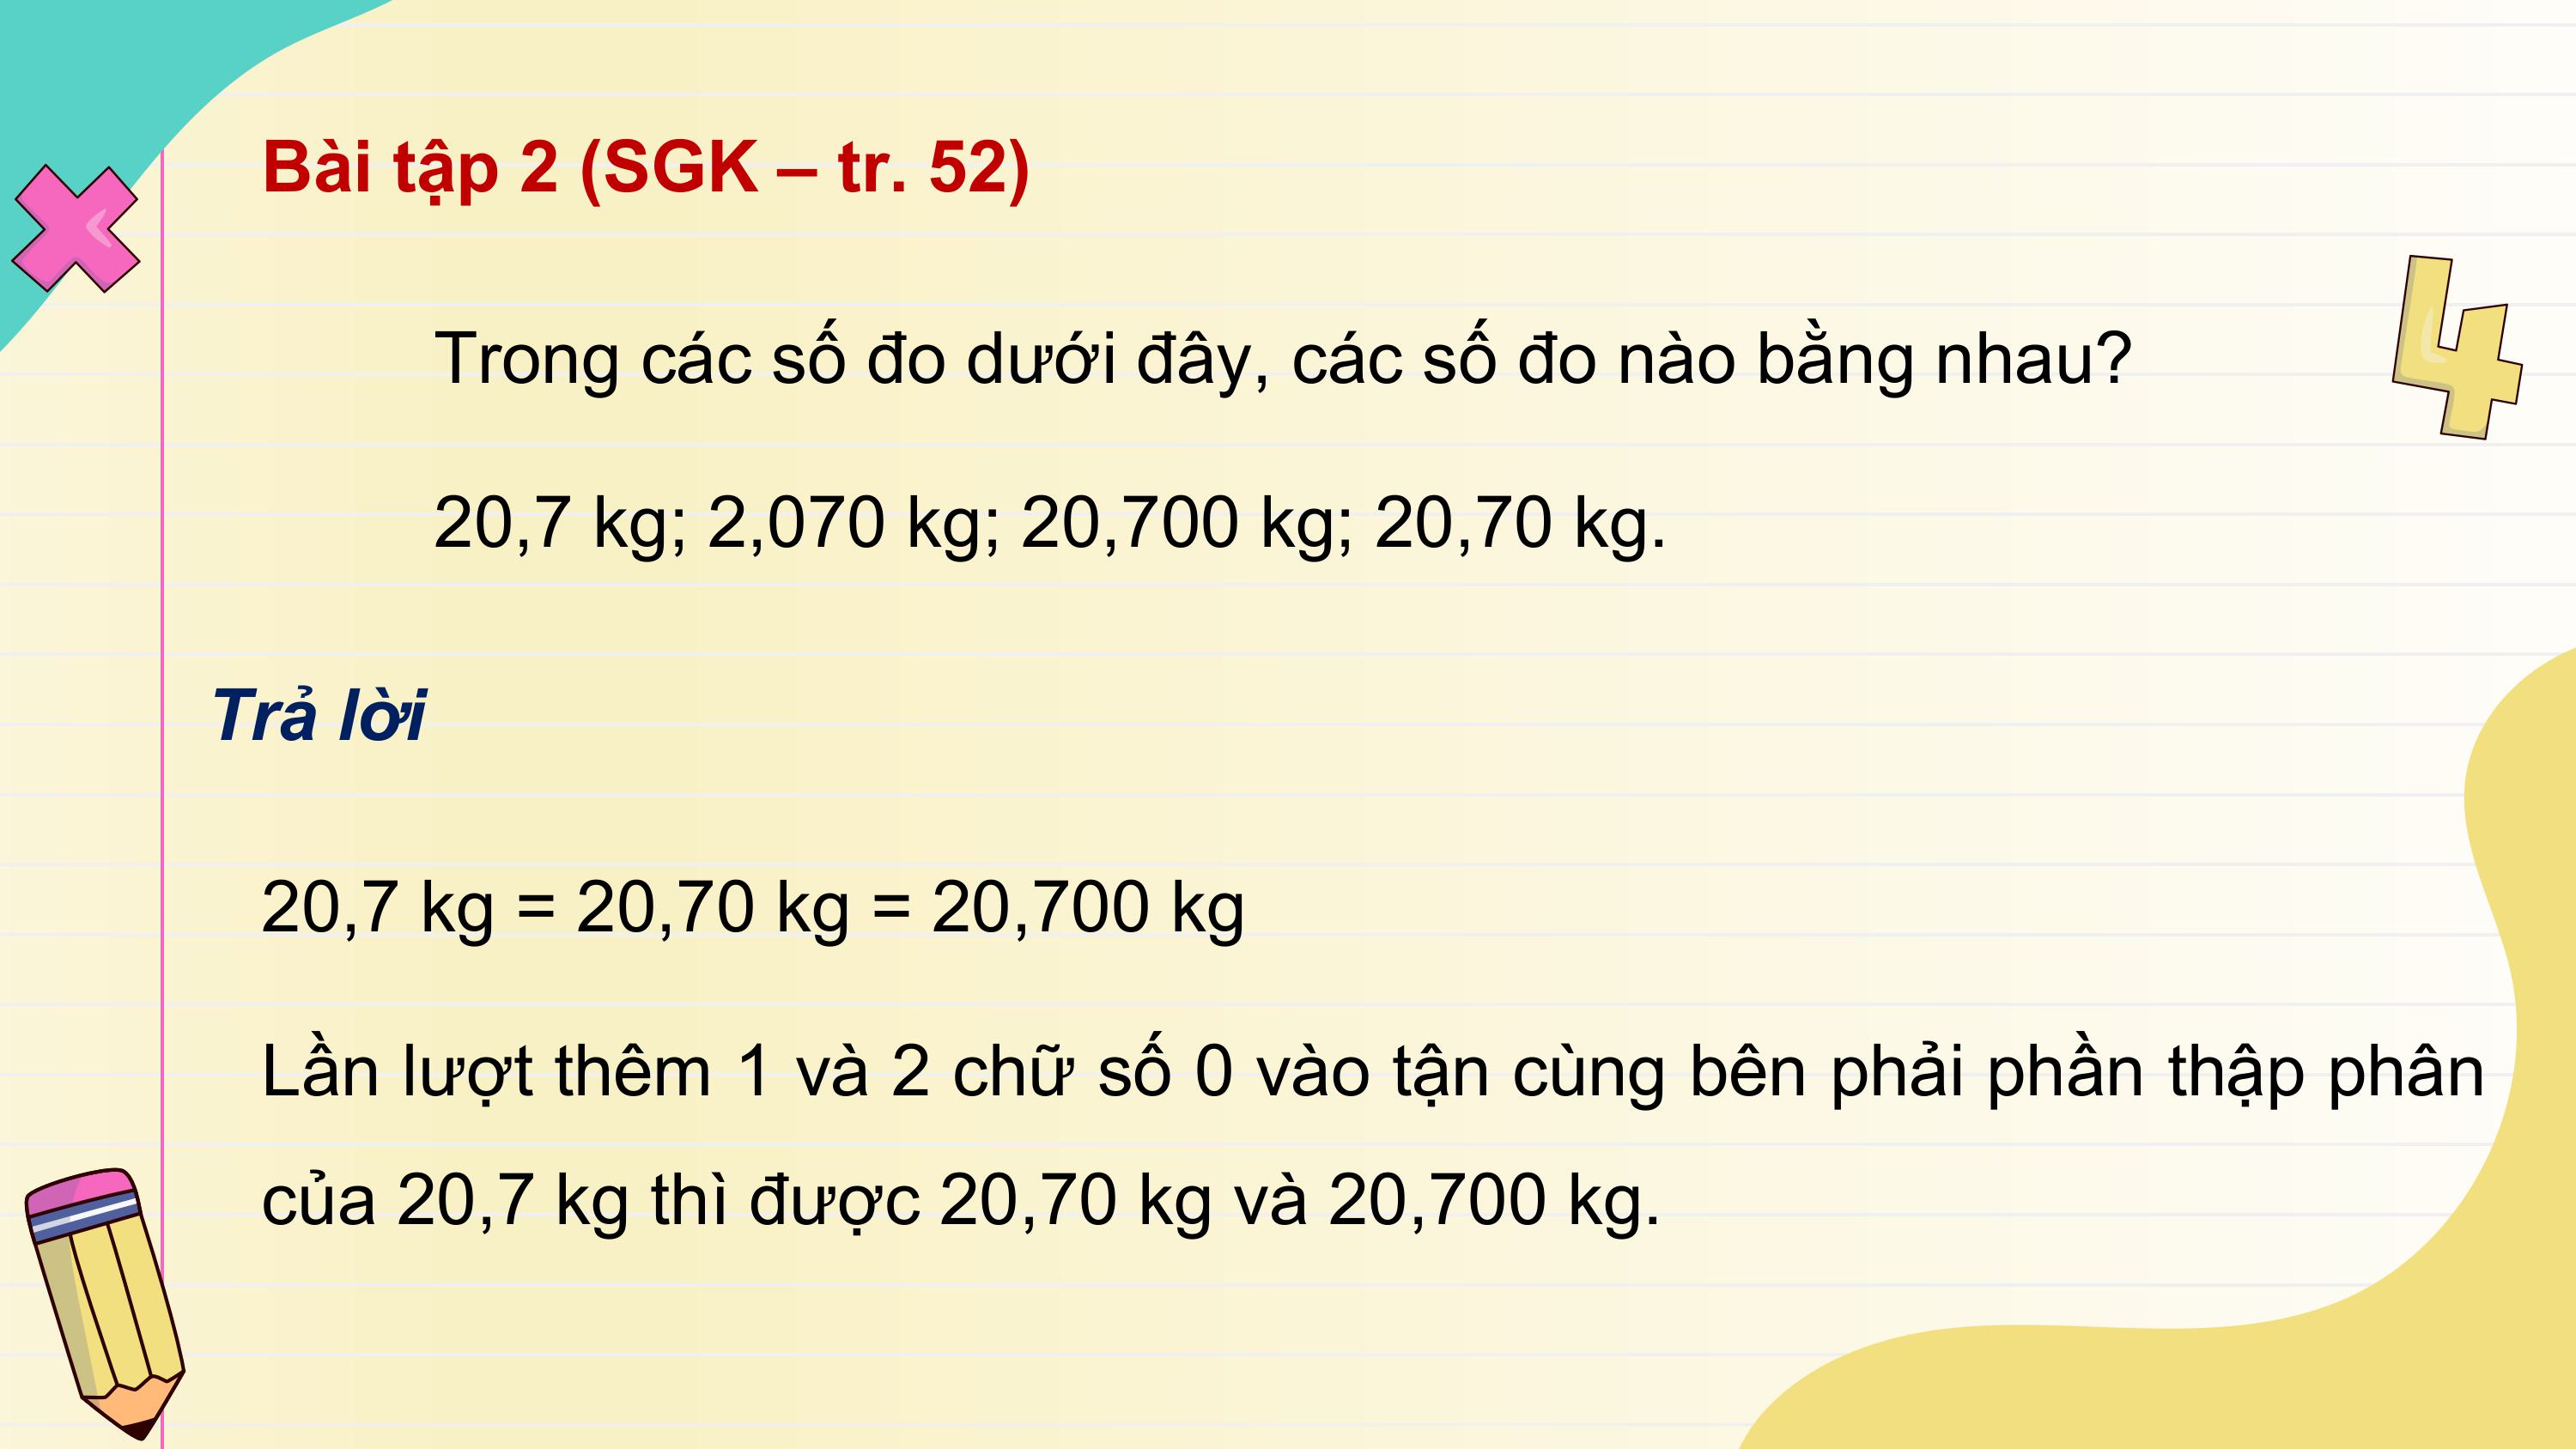 Bài tập 2 (SGK – tr. 52)
Trong các số đo dưới đây, các số đo nào bằng nhau?
20,7 kg; 2,070 kg; 20,700 kg; 20,70 kg.
Trả lời
20,7 kg = 20,70 kg = 20,700 kg
Lần lượt thêm 1 và 2 chữ số 0 vào tận cùng bên phải phần thập phân
của 20,7 kg thì được 20,70 kg và 20,700 kg.
4